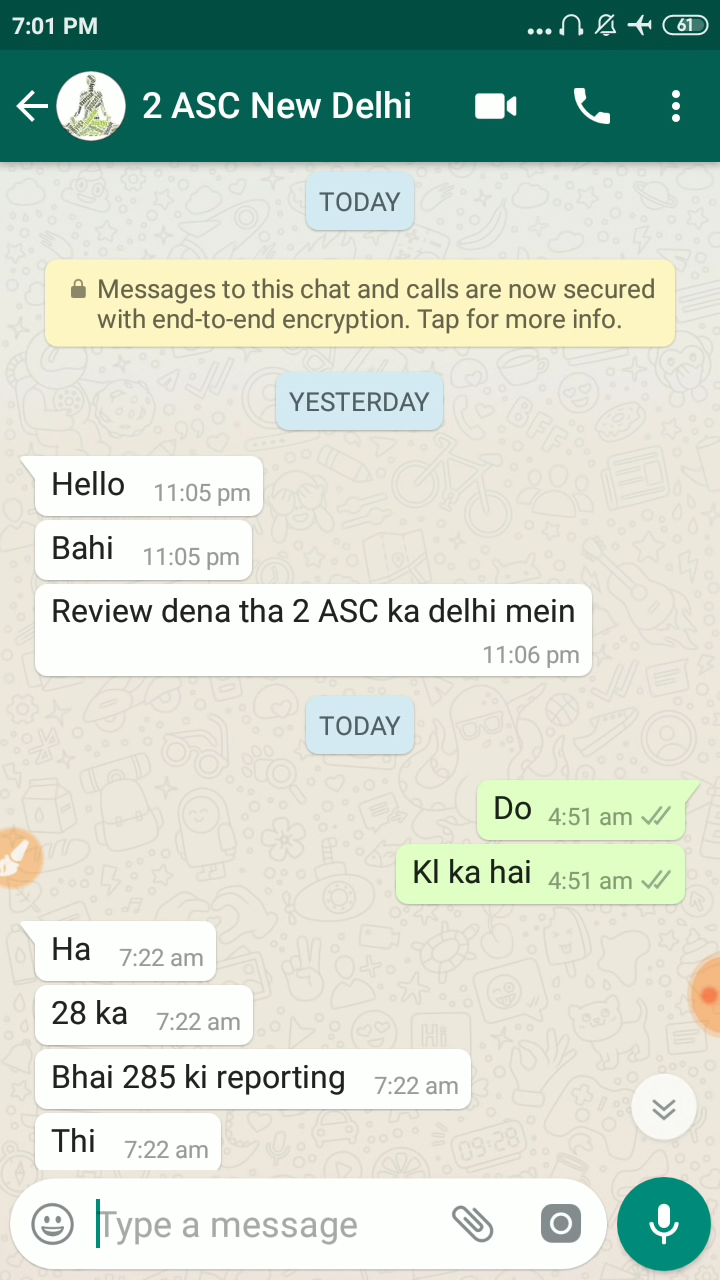 7:01 PM
61
2 ASC New Delhi
TODAY
Messages to this chat and calls are now secured
with end-to-end encryption. Tap for more info.
YESTERDAY
Hello 11:05 pm
Bahi 11:05 pm
Review dena tha 2 ASC ka delhi mein
11:06 pm
TODAY
Do 4:51 am
Kl ka hai 4:51 am
Ha 7:22 am
28 ka 7:22 am
Bhai 285 ki reporting 7:22 am
Thi 7:22 am
Type a message